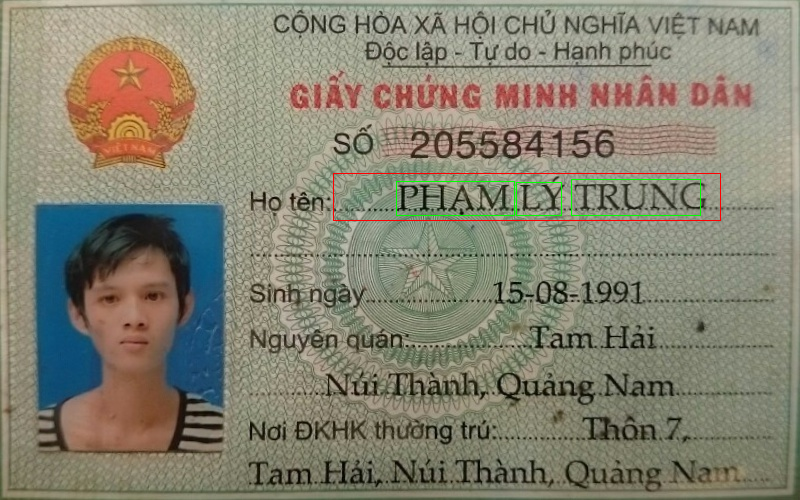 CỘNG HÒA XÃ HỘI CHỦ NGHĨA VIỆT NAM
Độc lập - Tự do - Hạnh phúc
GIẤY CHỨNG MINH NHÂN DÂN
SỐ 205584156
Họ tên: PHẠM LÝ TRUNG
Sinh ngày 15-08-1991
Nguyên quán: Tam Hải
Núi Thành, Quảng Nam
Nơi ĐKHK thường trú: Thôn 7,
Tam Hải, Núi Thành, Quảng Nam
VIỆT NAM